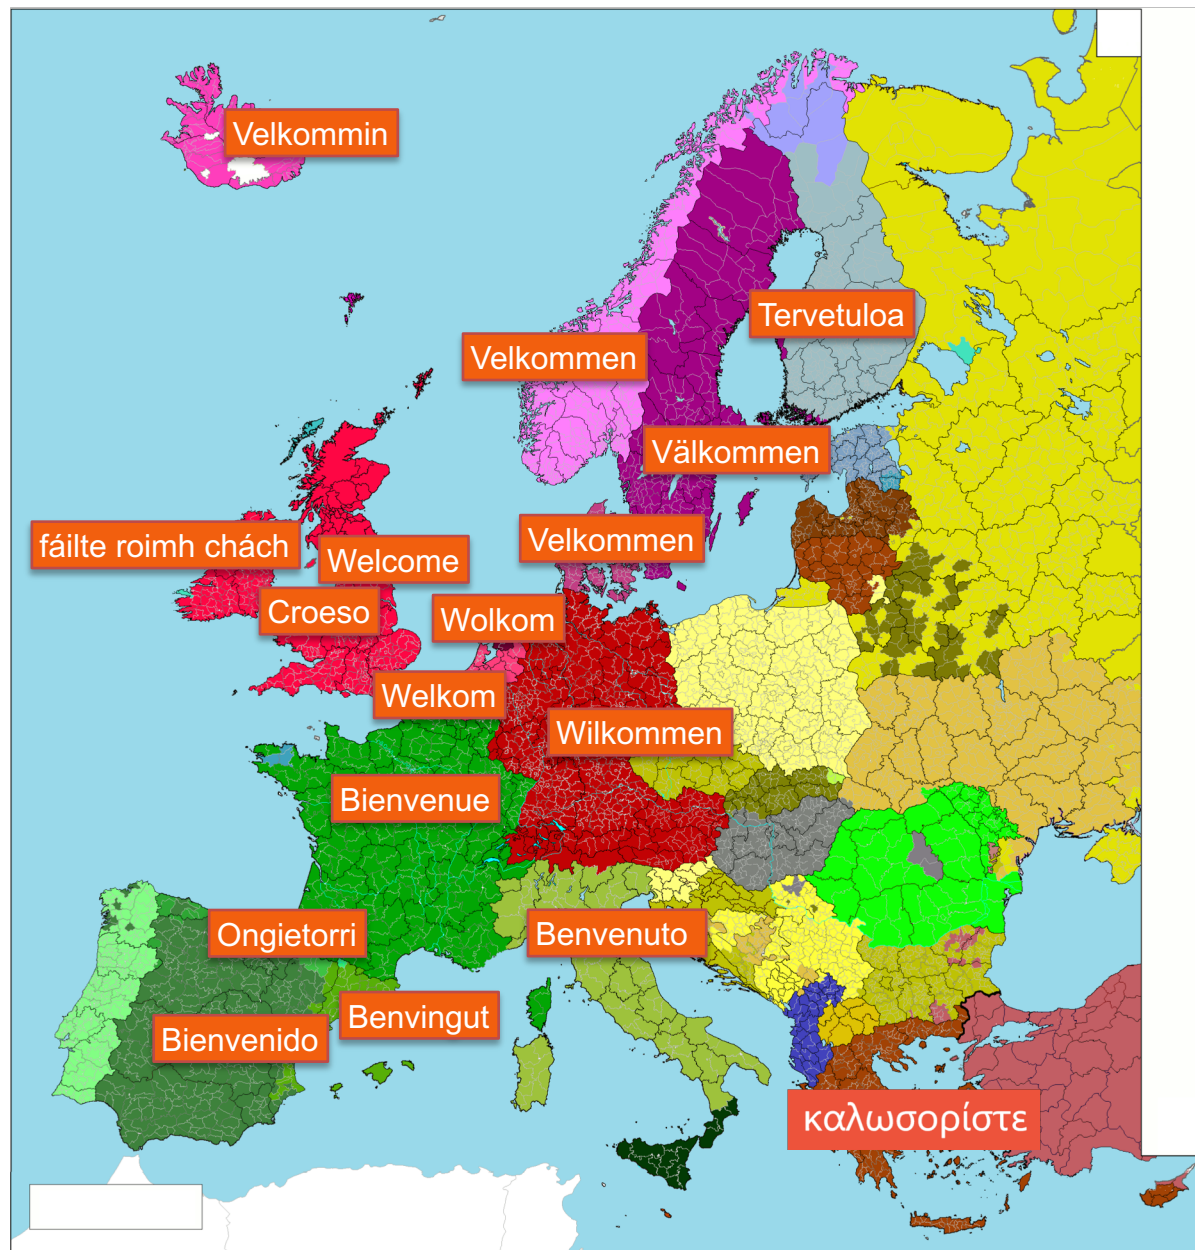 Velkommin
Tervetuloa
Velkommen
Välkommen
Velkommen
fáilte roimh chách
Welcome
Croeso
Wolkom
Welkom
Wilkommen
Bienvenue
Ongietorri
Benvenuto
Benvingut
Bienvenido
καλωσορίστε